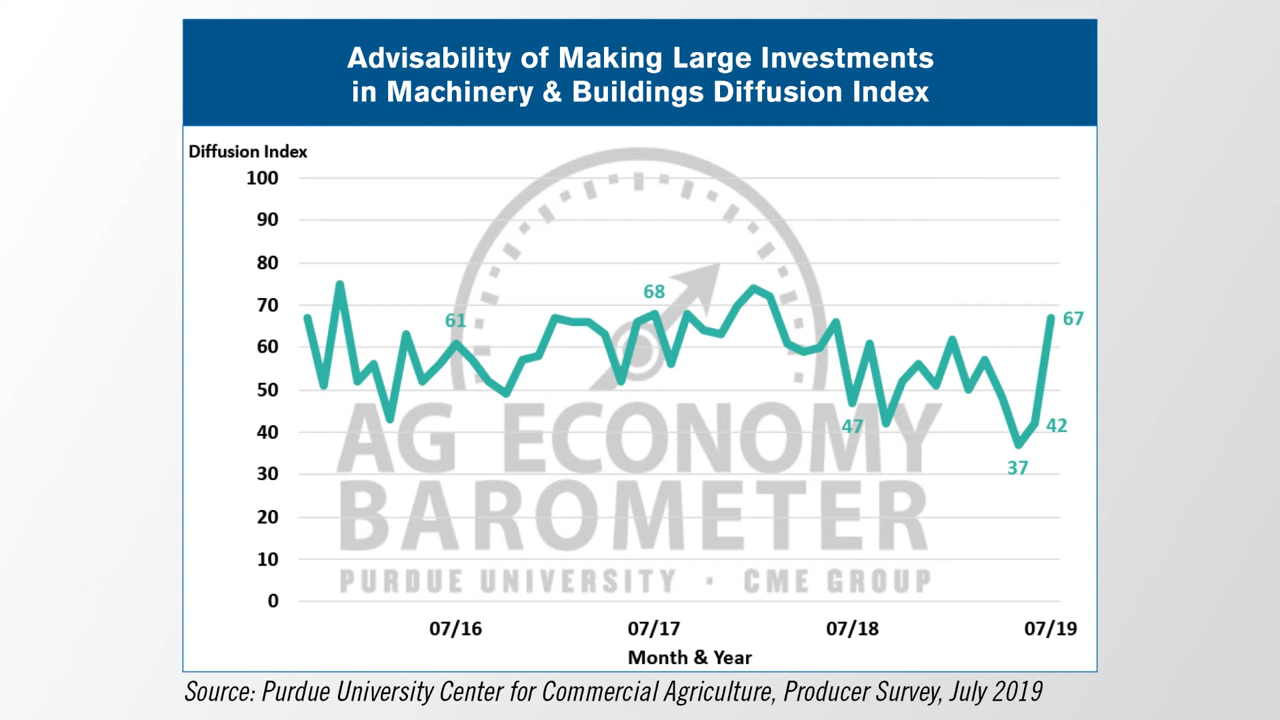 Advisability of Making Large Investments
in Machinery & Buildings Diffusion Index
Diffusion Index
100
90
80
70
60
50
40
30
20
10
0
61
68
47
37
42
67
AG ECONOMY
BAROMETER
PURDUE UNIVERSITY · CME GROUP
07/16 07/17 07/18 07/19
Month & Year
Source: Purdue University Center for Commercial Agriculture, Producer Survey, July 2019